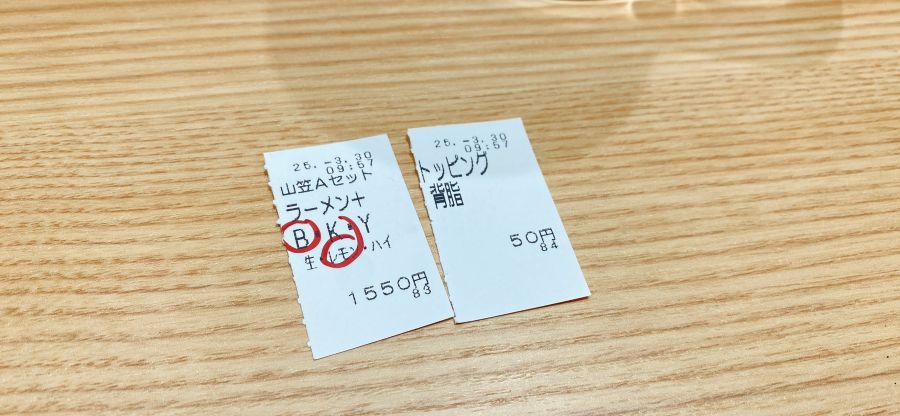 26.-3.30
09:57
山笠Aセット
ラーメン+
B・K・Y
生・レモン・ハイ
1550円
83
26.-3.30
09:57
トッピング
背脂
50円
84